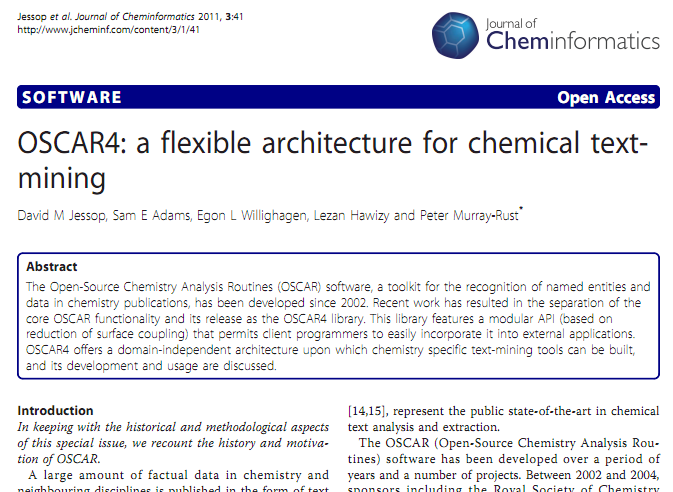 Jessop et al. Journal of Cheminformatics 2011, 3:41
http://www.jcheminf.com/content/3/1/41
Journal of
Cheminformatics
SOFTWARE
Open Access
OSCAR4: a flexible architecture for chemical text-
mining
David M Jessop, Sam E Adams, Egon L Willighagen, Lezan Hawizy and Peter Murray-Rust*
Abstract
The Open-Source Chemistry Analysis Routines (OSCAR) software, a toolkit for the recognition of named entities and
data in chemistry publications, has been developed since 2002. Recent work has resulted in the separation of the
core OSCAR functionality and its release as the OSCAR4 library. This library features a modular API (based on
reduction of surface coupling) that permits client programmers to easily incorporate it into external applications.
OSCAR4 offers a domain-independent architecture upon which chemistry specific text-mining tools can be built,
and its development and usage are discussed.
Introduction
In keeping with the historical and methodological aspects
of this special issue, we recount the history and motiva-
tion of OSCAR.
A large amount of factual data in chemistry and
neighbouring disciplines is published in the form of text
[14,15], represent the public state-of-the-art in chemical
text analysis and extraction.
The OSCAR (Open-Source Chemistry Analysis Rou-
tines) software has been developed over a period of
years and a number of projects. Between 2002 and 2004,
sponsors including the Royal Society of Chemistry